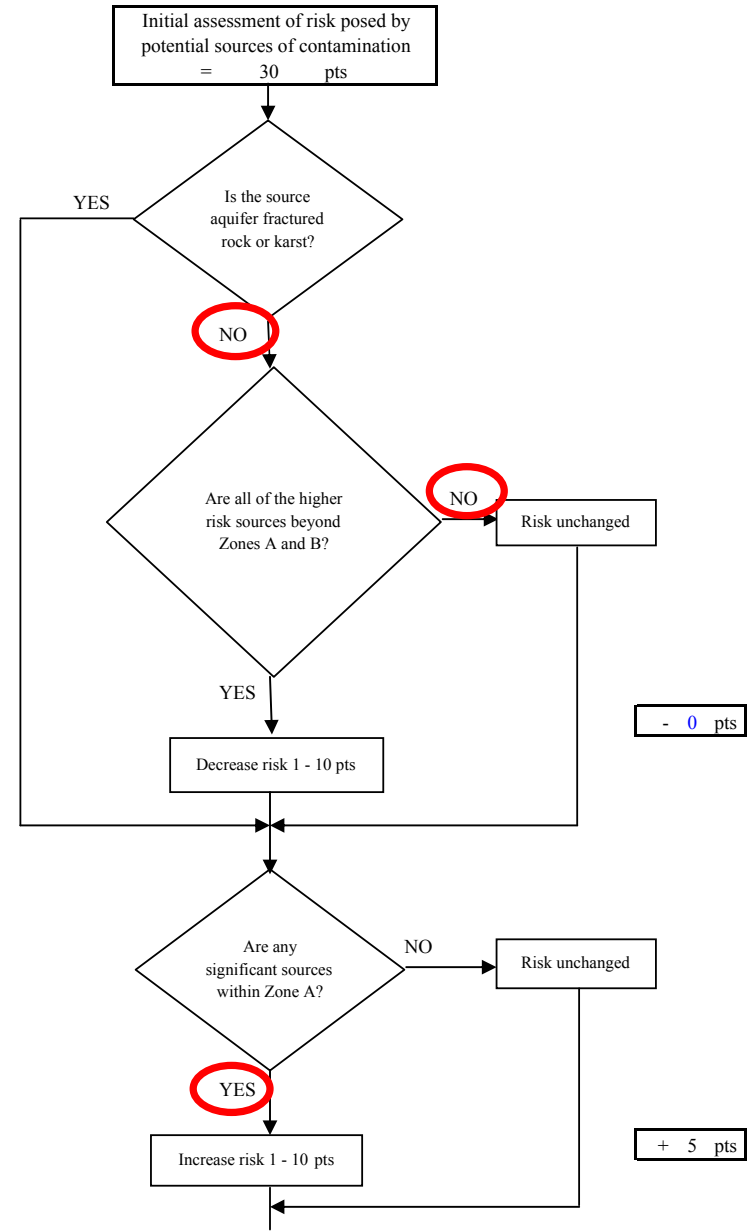 Initial assessment of risk posed by
potential sources of contamination
= 30 pts
YES
Is the source
aquifer fractured
rock or karst?
NO
Are all of the higher
risk sources beyond
Zones A and B?
NO
Risk unchanged
YES
- 0 pts
Decrease risk 1 - 10 pts
Are any
significant sources
within Zone A?
NO
Risk unchanged
YES
Increase risk 1 - 10 pts
+ 5 pts